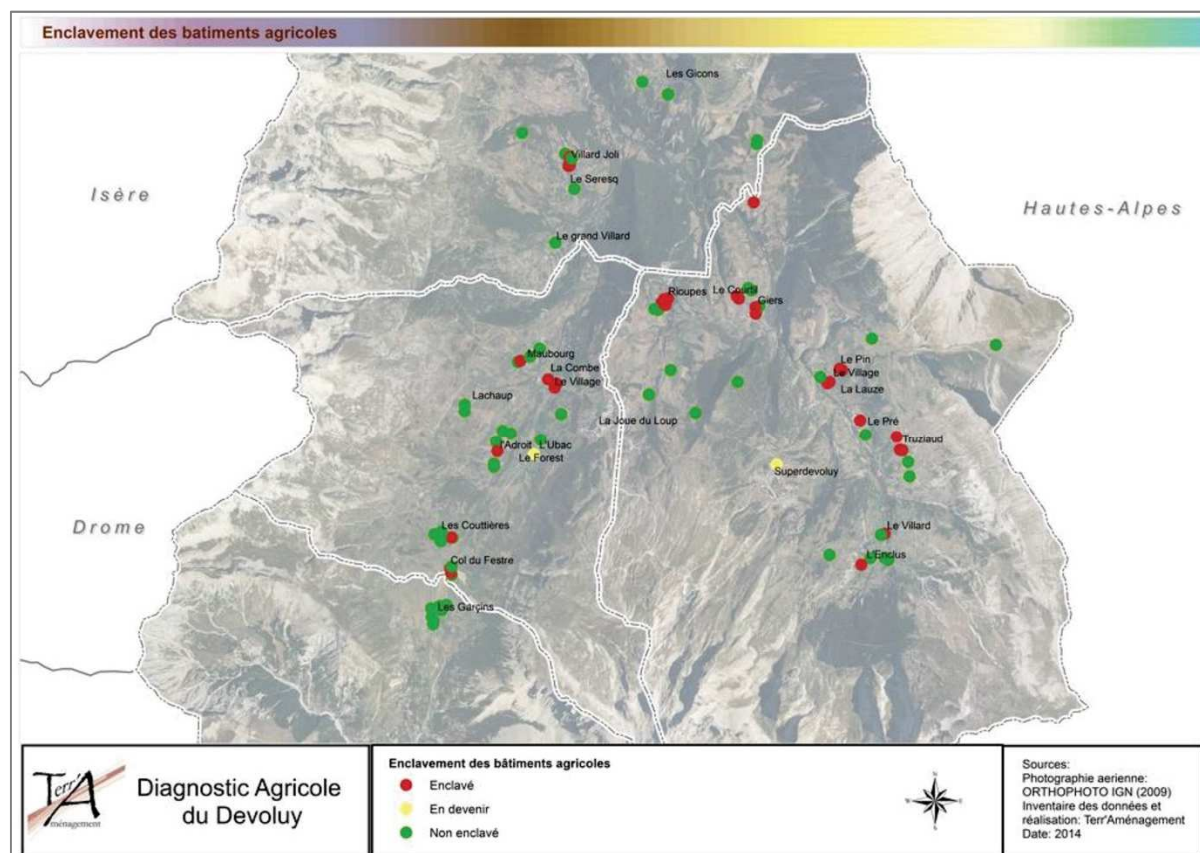 Enclavement des batiments agricoles
Les Gicons
Villard Joli
Le Seresq
Isère
Hautes-Alpes
Le grand Villard
Rioupes
Le Courtil
Giers
Maubourg
La Combe
Le Village
Le Pin
Le Village
La Lauze
Lachaup
La Joue du Loup
Le Pré
Truziaud
l'Adroit
L'Ubac
Le Forest
Superdevoluy
Drome
Les Couttières
Le Villard
Col du Festre
L'Enclus
Les Garçins
Terr'Aménagement
Diagnostic Agricole
du Devoluy
Enclavement des bâtiments agricoles
Enclavé
En devenir
Non enclavé
N
Sources:
Photographie aerienne:
ORTHOPHOTO IGN (2009)
Inventaire des données et
réalisation: Terr'Aménagement
Date: 2014